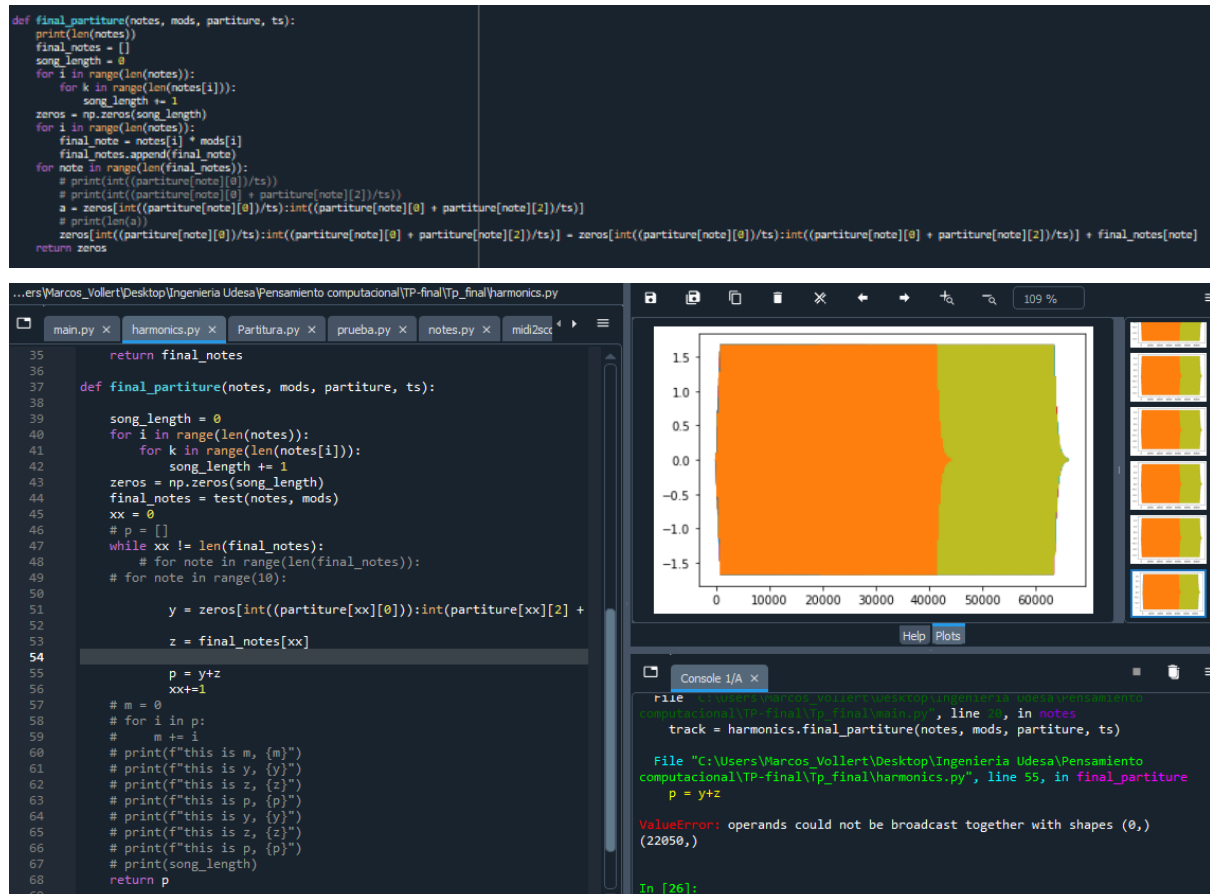 def final_partiture(notes, mods, partiture, ts):
print(len(notes))
final_notes = []
song_length = 0
for i in range(len(notes)):
for k in range(len(notes[i])):
song_length += 1
zeros = np.zeros(song_length)
for i in range(len(notes)):
final_note = notes[i] * mods[i]
final_notes.append(final_note)
for note in range(len(final_notes)):
# print(int((partiture[note][0])/ts))
# print(int((partiture[note][0] + partiture[note][2])/ts))
a = zeros[int((partiture[note][0])/ts):int((partiture[note][0] + partiture[note][2])/ts)]
# print(len(a))
zeros[int((partiture[note][0])/ts):int((partiture[note][0] + partiture[note][2])/ts)] = zeros[int((partiture[note][0])/ts):int((partiture[note][0] + partiture[note][2])/ts)] + final_notes[note]
return zeros
...ers\Marcos_Vollert\Desktop\Ingenieria Udesa\Pensamiento computacional\TP-final\Tp_final\harmonics.py
main.py harmonics.py Partitura.py prueba.py notes.py midi2sco
35 return final_notes
36
37 def final_partiture(notes, mods, partiture, ts):
38
39 song_length = 0
40 for i in range(len(notes)):
41 for k in range(len(notes[i])):
42 song_length += 1
43 zeros = np.zeros(song_length)
44 final_notes = test(notes, mods)
45 xx = 0
46 # p = []
47 while xx != len(final_notes):
48 # for note in range(len(final_notes)):
49 # for note in range(10):
50
51 y = zeros[int((partiture[xx][0])):int(partiture[xx][2] +
52
53 z = final_notes[xx]
54
55 p = y+z
56 xx+=1
57 # m = 0
58 # for i in p:
59 # m += i
60 # print(f"this is m, {m}")
61 # print(f"this is y, {y}")
62 # print(f"this is z, {z}")
63 # print(f"this is p, {p}")
64 # print(f"this is y, {y}")
65 # print(f"this is z, {z}")
66 # print(f"this is p, {p}")
67 # print(song_length)
68 return p
109 %
1.5
1.0
0.5
0.0
−0.5
−1.0
−1.5
0 10000 20000 30000 40000 50000 60000
Help Plots
Console 1/A
File "C:\Users\Marcos_Vollert\Desktop\Ingenieria Udesa\Pensamiento
computacional\TP-final\Tp_final\main.py", line 20, in notes
track = harmonics.final_partiture(notes, mods, partiture, ts)
File "C:\Users\Marcos_Vollert\Desktop\Ingenieria Udesa\Pensamiento
computacional\TP-final\Tp_final\harmonics.py", line 55, in final_partiture
p = y+z
ValueError: operands could not be broadcast together with shapes (0,)
(22050,)
In [26]: